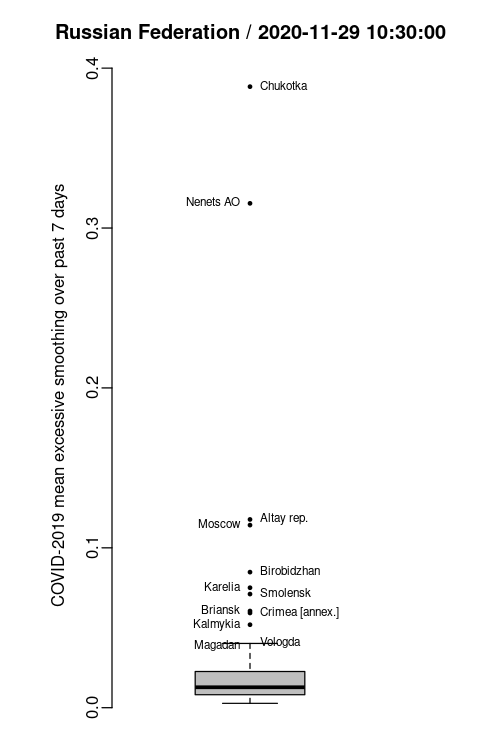 Russian Federation / 2020-11-29 10:30:00
COVID-2019 mean excessive smoothing over past 7 days
0.4
0.3
0.2
0.1
0.0
Chukotka
Nenets AO
Altay rep.
Moscow
Birobidzhan
Karelia
Smolensk
Briansk
Crimea [annex.]
Kalmykia
Vologda
Magadan